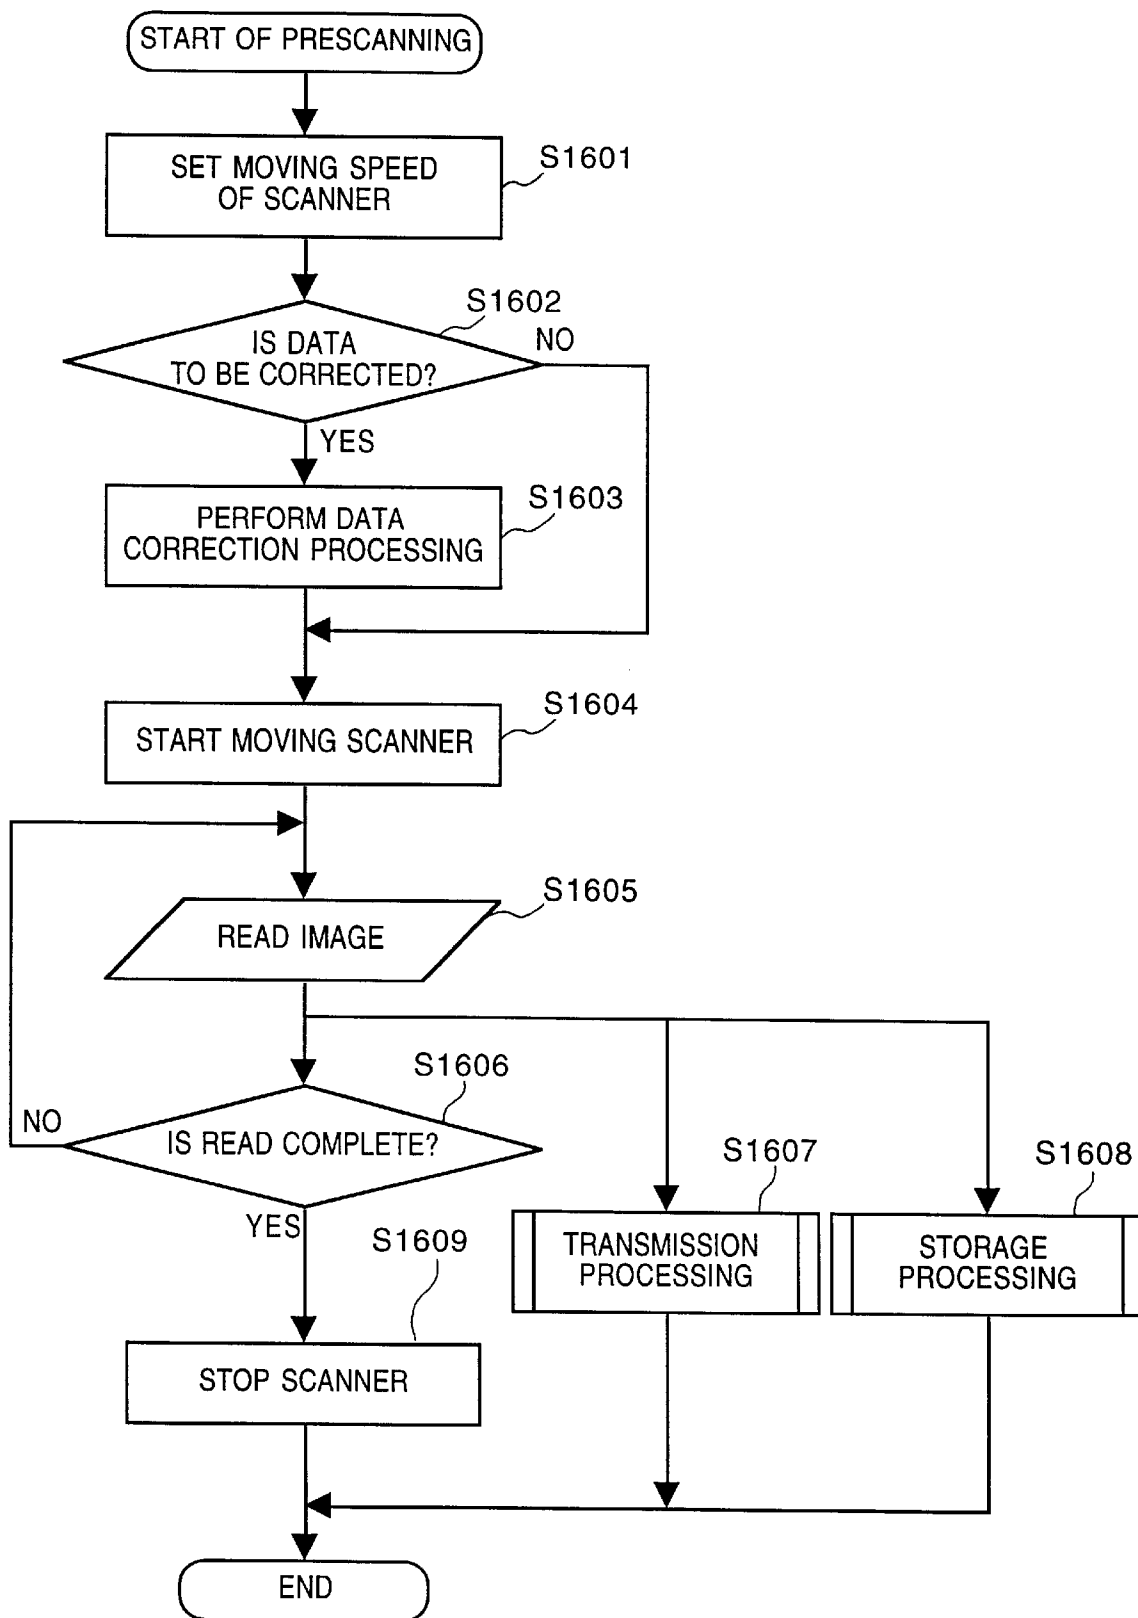 START OF PRESCANNING
SET MOVING SPEED
OF SCANNER
S1601
S1602
IS DATA
TO BE CORRECTED?
NO
YES
S1603
PERFORM DATA
CORRECTION PROCESSING
S1604
START MOVING SCANNER
S1605
READ IMAGE
S1606
NO
IS READ COMPLETE?
YES
S1607
S1608
S1609
TRANSMISSION
PROCESSING
STORAGE
PROCESSING
STOP SCANNER
END